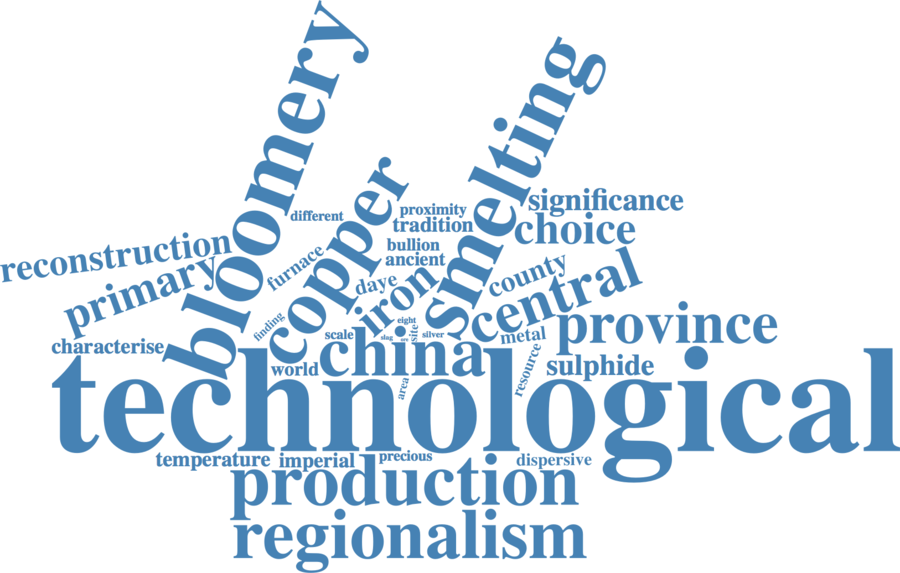 bloomery
smelting
copper
different
proximity
tradition
significance
choice
reconstruction
primary
furnace
bullion
ancient
daye
iron
county
central
finding
scale
eight
slag
ore
site
silver
metal
province
characterise
world
china
area
resource
sulphide
technological
temperature
imperial
precious
dispersive
production
regionalism